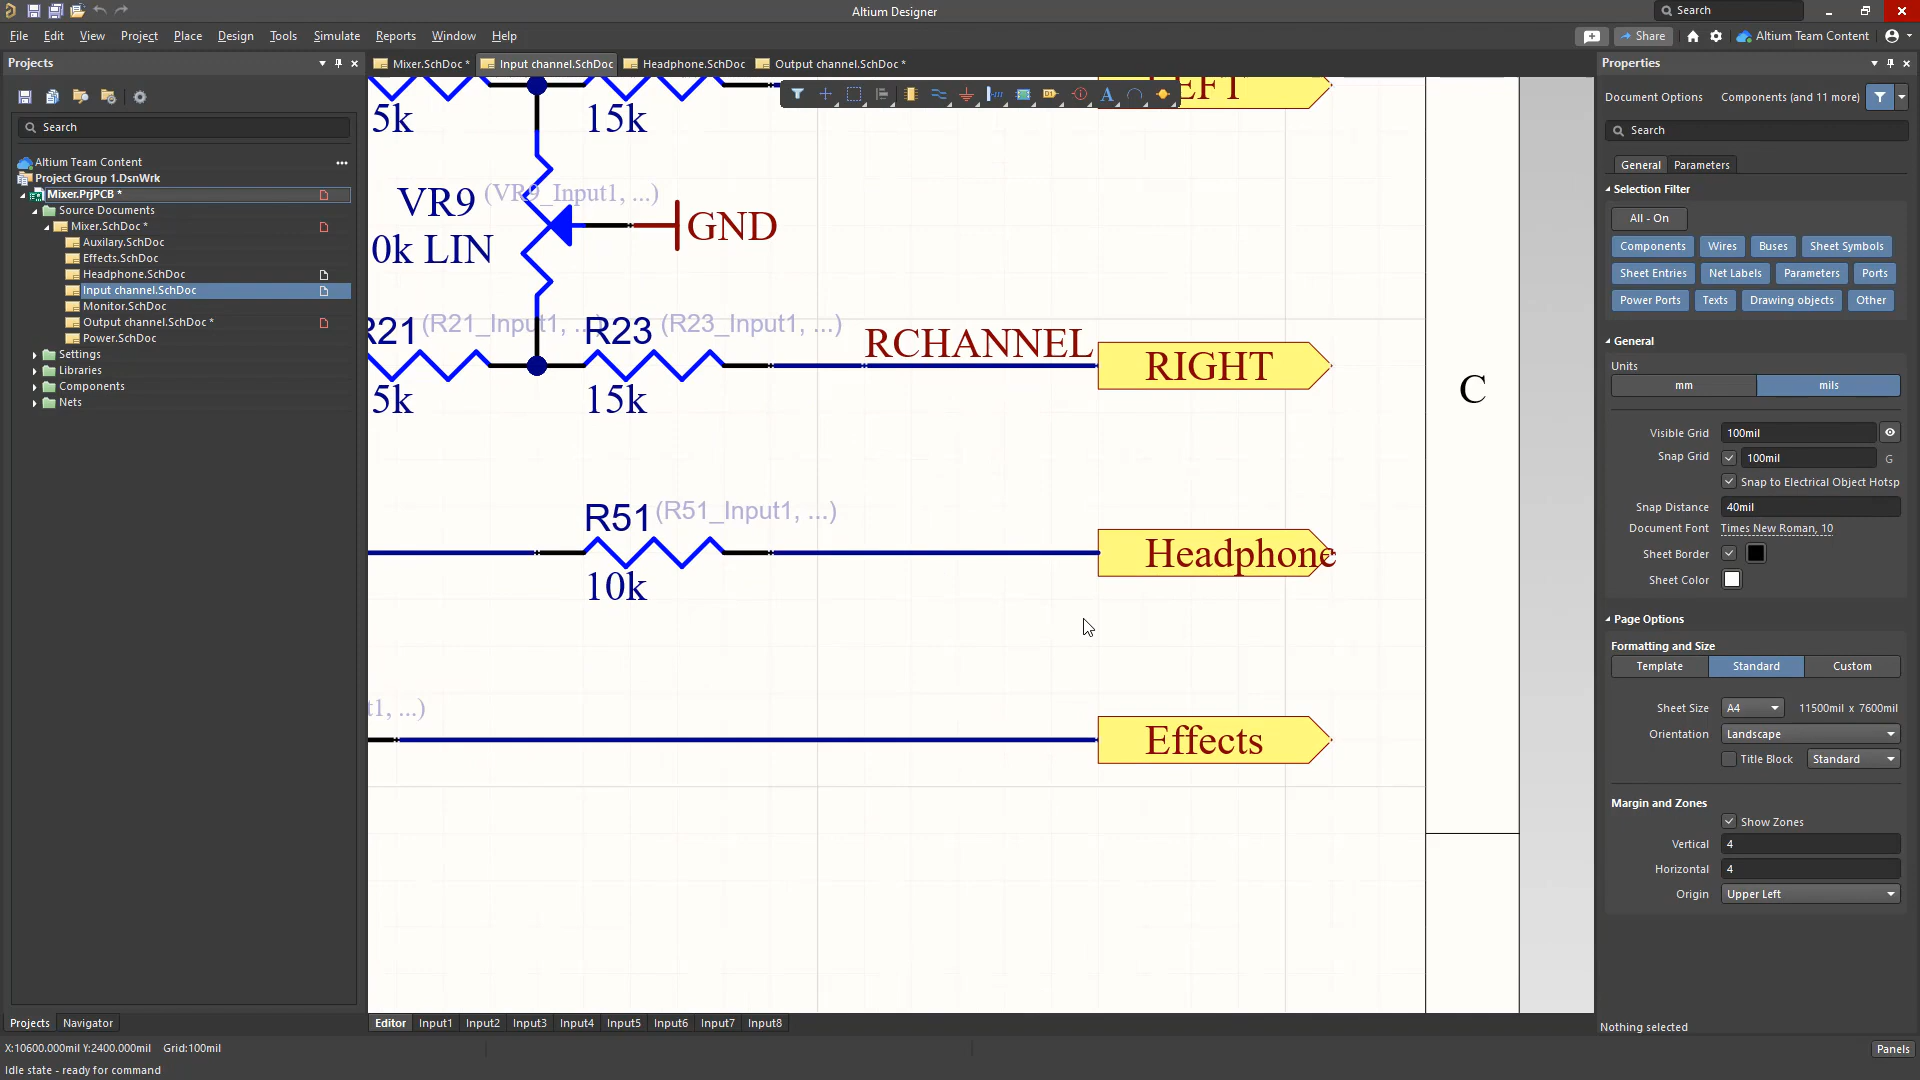 Altium Designer
Search
File Edit View Project Place Design Tools Simulate Reports Window Help
Share
Altium Team Content
Projects
Mixer.SchDoc *
Input channel.SchDoc
Headphone.SchDoc
Output channel.SchDoc *
Properties
Search
Altium Team Content
Project Group 1.DsnWrk
Mixer.PrjPCB *
Source Documents
Mixer.SchDoc *
Auxilary.SchDoc
Effects.SchDoc
Headphone.SchDoc
Input channel.SchDoc
Monitor.SchDoc
Output channel.SchDoc *
Power.SchDoc
Settings
Libraries
Components
Nets
5k
15k
VR9 (VR9_Input1, ...)
0k LIN
GND
R21
R23 (R23_Input1, ...)
RCHANNEL
RIGHT
5k
15k
R51 (R51_Input1, ...)
10k
Headphone
t1, ...)
Effects
C
Document Options Components (and 11 more)
Search
General Parameters
Selection Filter
All - On
Components Wires Buses Sheet Symbols
Sheet Entries Net Labels Parameters Ports
Power Ports Texts Drawing objects Other
General
Units
mm mils
Visible Grid 100mil
Snap Grid 100mil G
Snap to Electrical Object Hotsp
Snap Distance 40mil
Document Font Times New Roman, 10
Sheet Border
Sheet Color
Page Options
Formatting and Size
Template Standard Custom
Sheet Size A4 11500mil x 7600mil
Orientation Landscape
Title Block Standard
Margin and Zones
Show Zones
Vertical 4
Horizontal 4
Origin Upper Left
Nothing selected
Projects Navigator
Editor Input1 Input2 Input3 Input4 Input5 Input6 Input7 Input8
X:10600.000mil Y:2400.000mil Grid:100mil
Panels
Idle state - ready for command